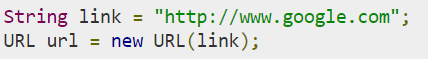 String link = "http://www.google.com";
URL url = new URL(link);